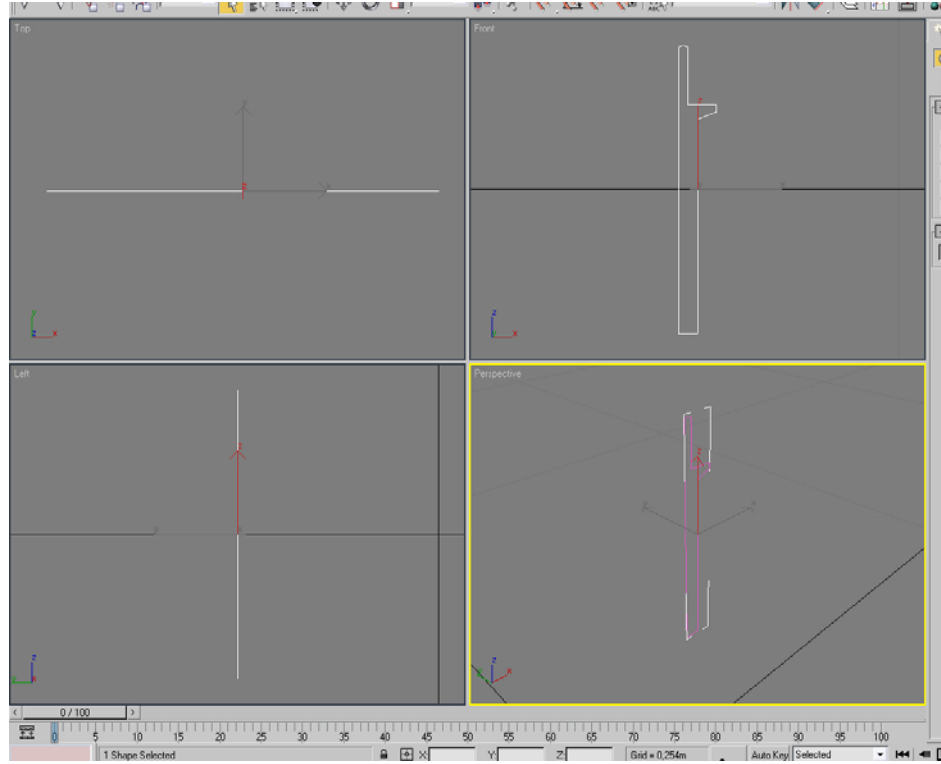 Top
Front
Left
Perspective
0 / 100
0 5 10 15 20 25 30 35 40 45 50 55 60 65 70 75 80 85 90 95 100
1 Shape Selected
X:
Y:
Z:
Grid = 0,254m
Auto Key
Selected